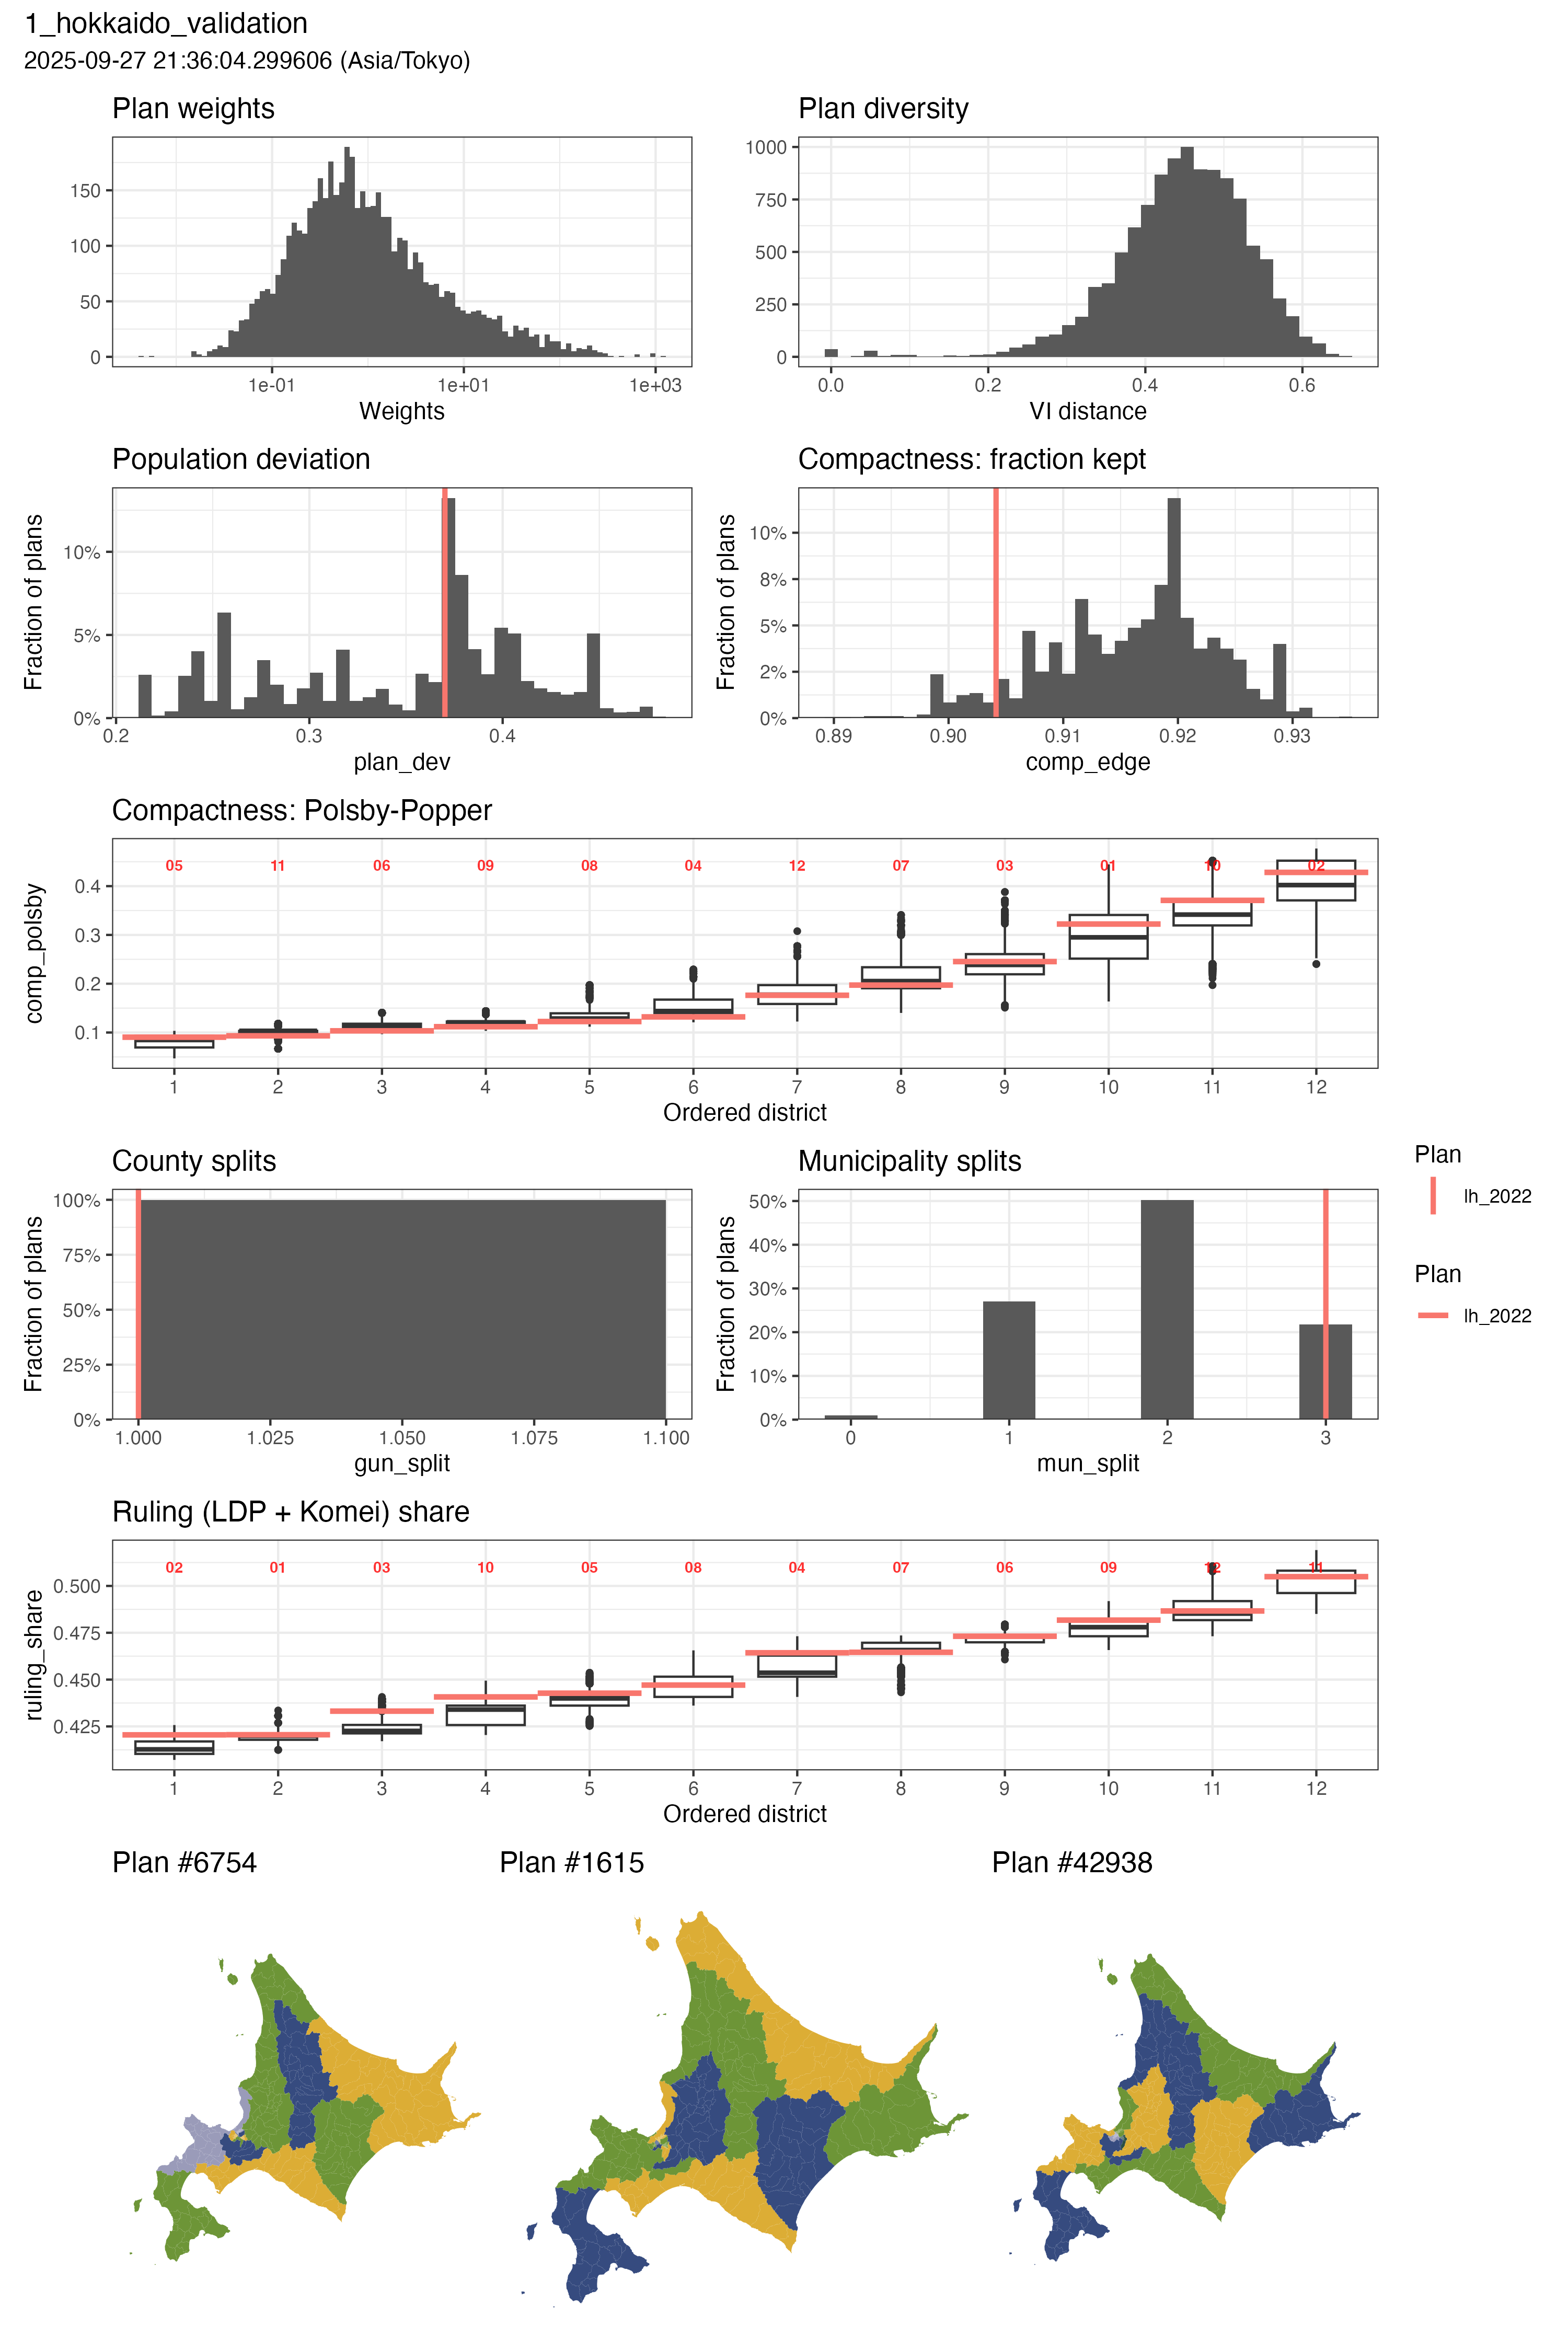 1_hokkaido_validation
2025-09-27 21:36:04.299606 (Asia/Tokyo)
Plan weights
150
100
50
0
1e-01 1e+01 1e+03
Weights
Plan diversity
1000
750
500
250
0
0.0 0.2 0.4 0.6
VI distance
Population deviation
Fraction of plans
10%
5%
0%
0.2 0.3 0.4
plan_dev
Compactness: fraction kept
Fraction of plans
10%
8%
5%
2%
0%
0.89 0.90 0.91 0.92 0.93
comp_edge
Compactness: Polsby-Popper
comp_polsby
05 11 06 09 08 04 12 07 03 01 10 02
0.4
0.3
0.2
0.1
1 2 3 4 5 6 7 8 9 10 11 12
Ordered district
County splits
Fraction of plans
100%
75%
50%
25%
0%
1.000 1.025 1.050 1.075 1.100
gun_split
Municipality splits
Fraction of plans
50%
40%
30%
20%
10%
0%
0 1 2 3
mun_split
Plan
lh_2022
Plan
lh_2022
Ruling (LDP + Komei) share
ruling_share
02 01 03 10 05 08 04 07 06 09 12 11
0.500
0.475
0.450
0.425
1 2 3 4 5 6 7 8 9 10 11 12
Ordered district
Plan #6754
Plan #1615
Plan #42938